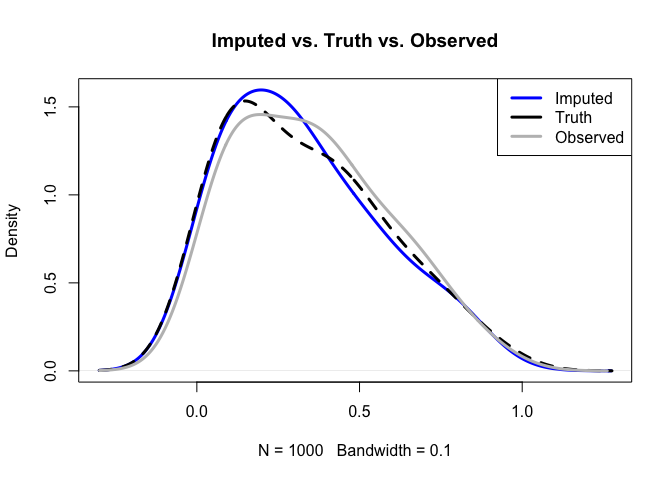 Imputed vs. Truth vs. Observed
Imputed
Truth
Observed
Density
1.5
1.0
0.5
0.0
0.0 0.5 1.0
N = 1000 Bandwidth = 0.1